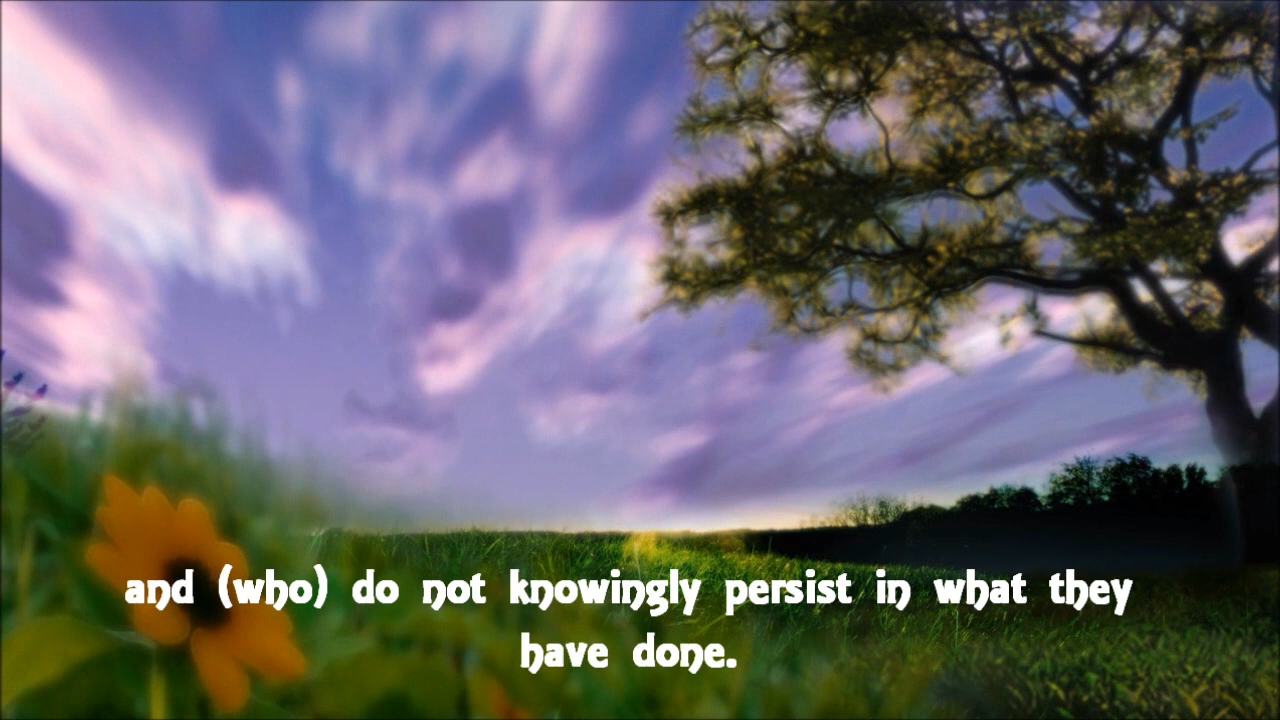 and (who) do not knowingly persist in what they
have done.